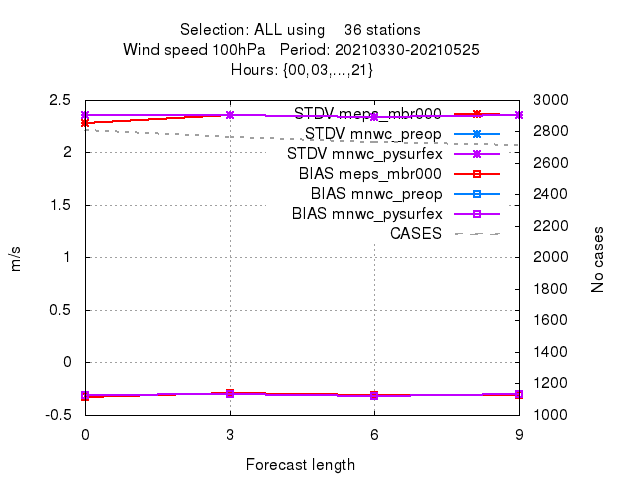 Selection: ALL using 36 stations
Wind speed 100hPa Period: 20210330-20210525
Hours: {00,03,...,21}
2.5
2
1.5
1
0.5
0
-0.5
m/s
3000
2800
2600
2400
2200
2000
1800
1600
1400
1200
1000
No cases
STDV meps_mbr000
STDV mnwc_preop
STDV mnwc_pysurfex
BIAS meps_mbr000
BIAS mnwc_preop
BIAS mnwc_pysurfex
CASES
0 3 6 9
Forecast length